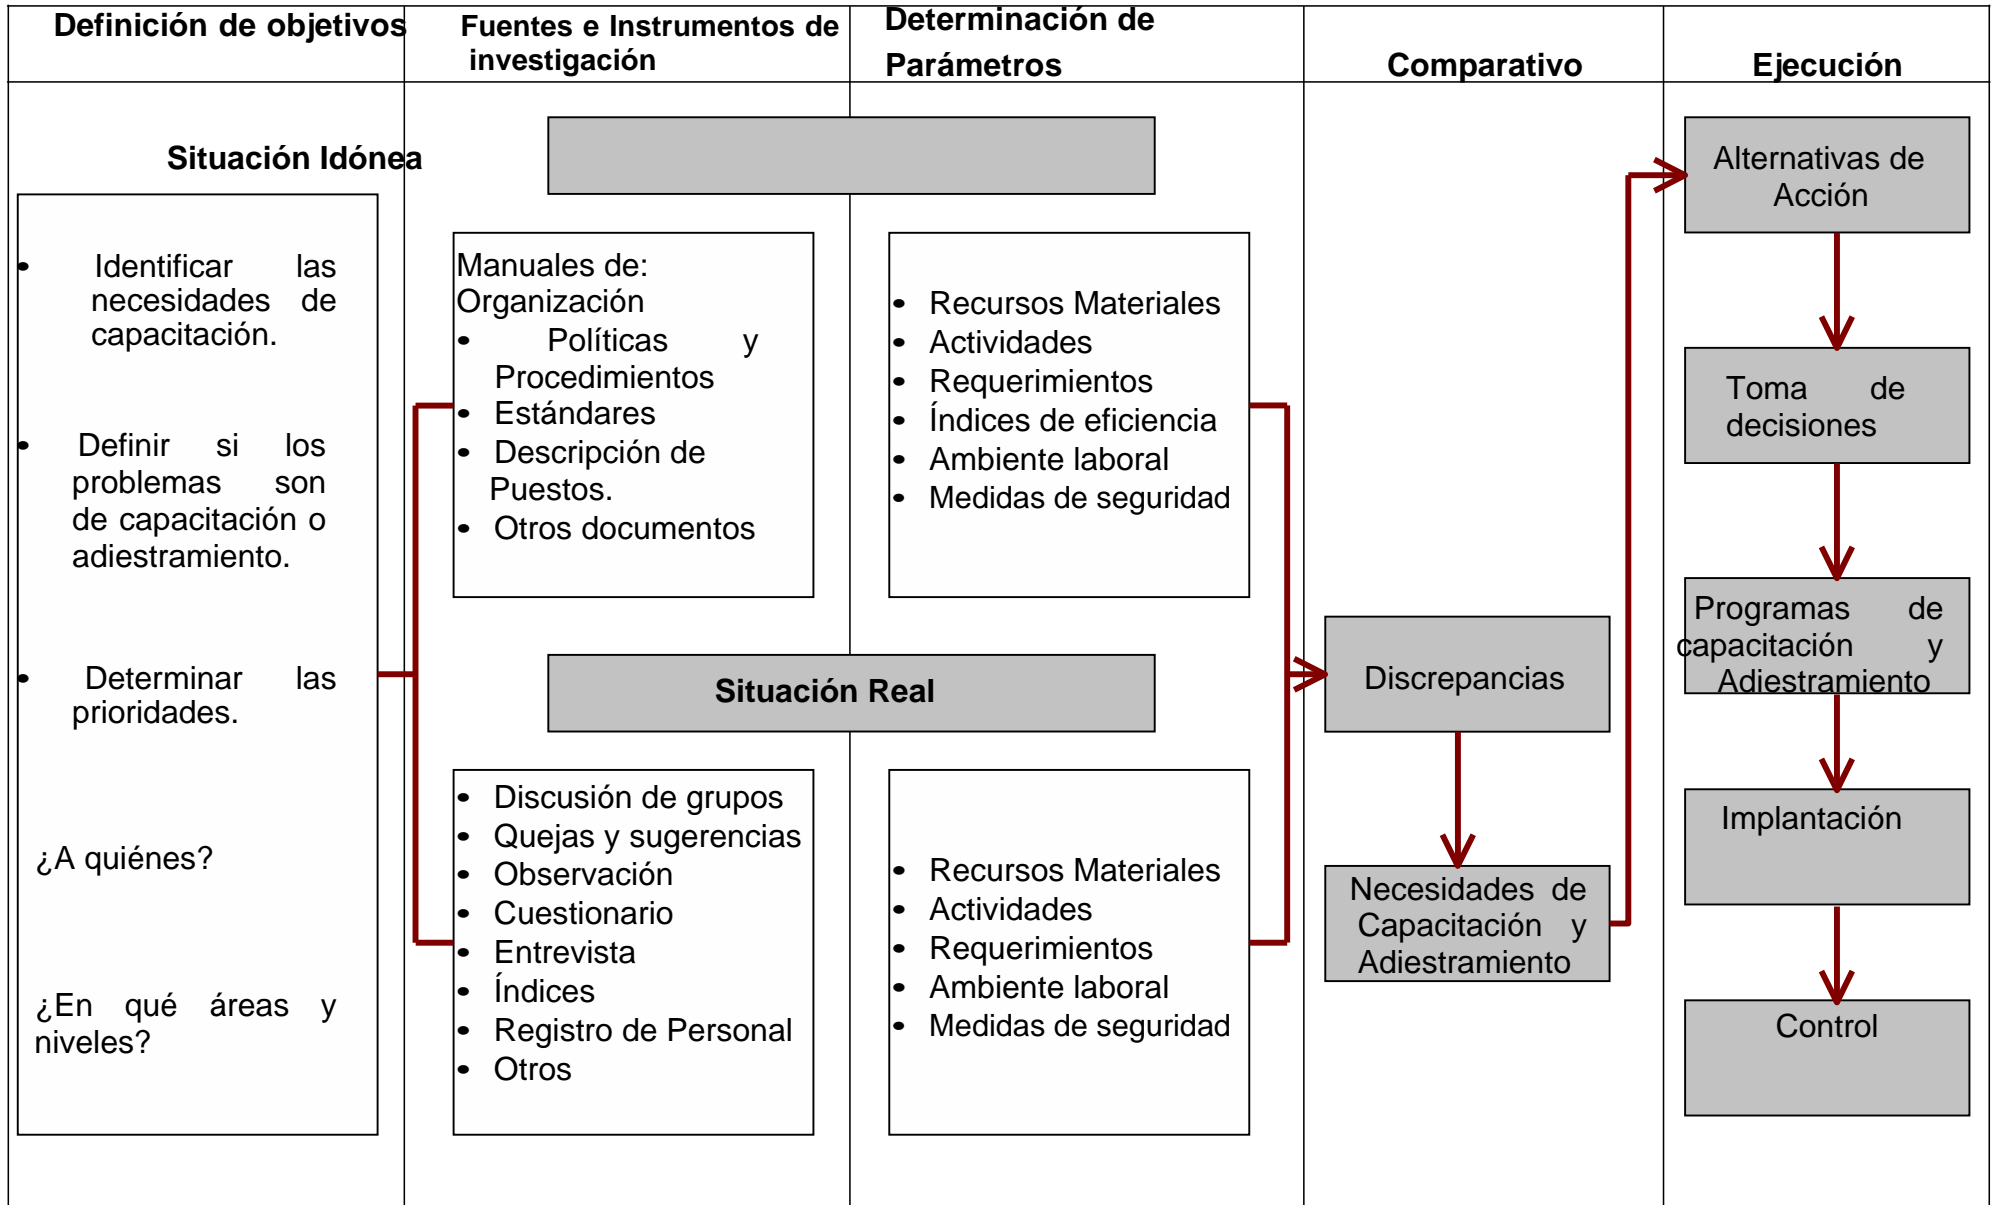 Definición de objetivos
Fuentes e Instrumentos de
investigación
Determinación de
Parámetros
Comparativo
Ejecución
Situación Idónea
• Identificar las
necesidades de
capacitación.
• Definir si los
problemas son
de capacitación o
adiestramiento.
• Determinar las
prioridades.
¿A quiénes?
¿En qué áreas y
niveles?
Manuales de:
Organización
• Políticas y
Procedimientos
• Estándares
• Descripción de
Puestos.
• Otros documentos
• Recursos Materiales
• Actividades
• Requerimientos
• Índices de eficiencia
• Ambiente laboral
• Medidas de seguridad
Situación Real
• Discusión de grupos
• Quejas y sugerencias
• Observación
• Cuestionario
• Entrevista
• Índices
• Registro de Personal
• Otros
• Recursos Materiales
• Actividades
• Requerimientos
• Ambiente laboral
• Medidas de seguridad
Discrepancias
Necesidades de
Capacitación y
Adiestramiento
Alternativas de
Acción
Toma de
decisiones
Programas de
capacitación y
Adiestramiento
Implantación
Control